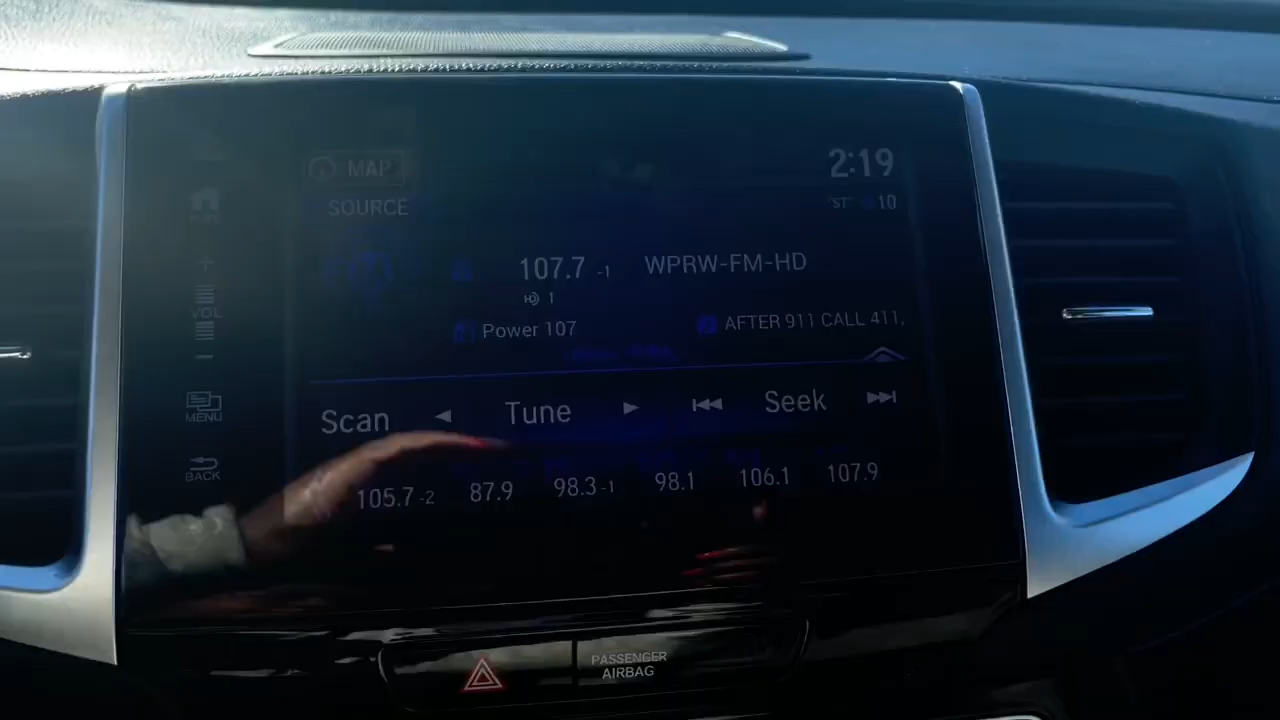 MAP
2:19
SOURCE
10
107.7 -1 WPRW-FM-HD
HD 1
Power 107
AFTER 911 CALL 411,
VOL
Scan Tune Seek
MENU
BACK
105.7-2 87.9 98.3-1 98.1 106.1 107.9
PASSENGER
AIRBAG